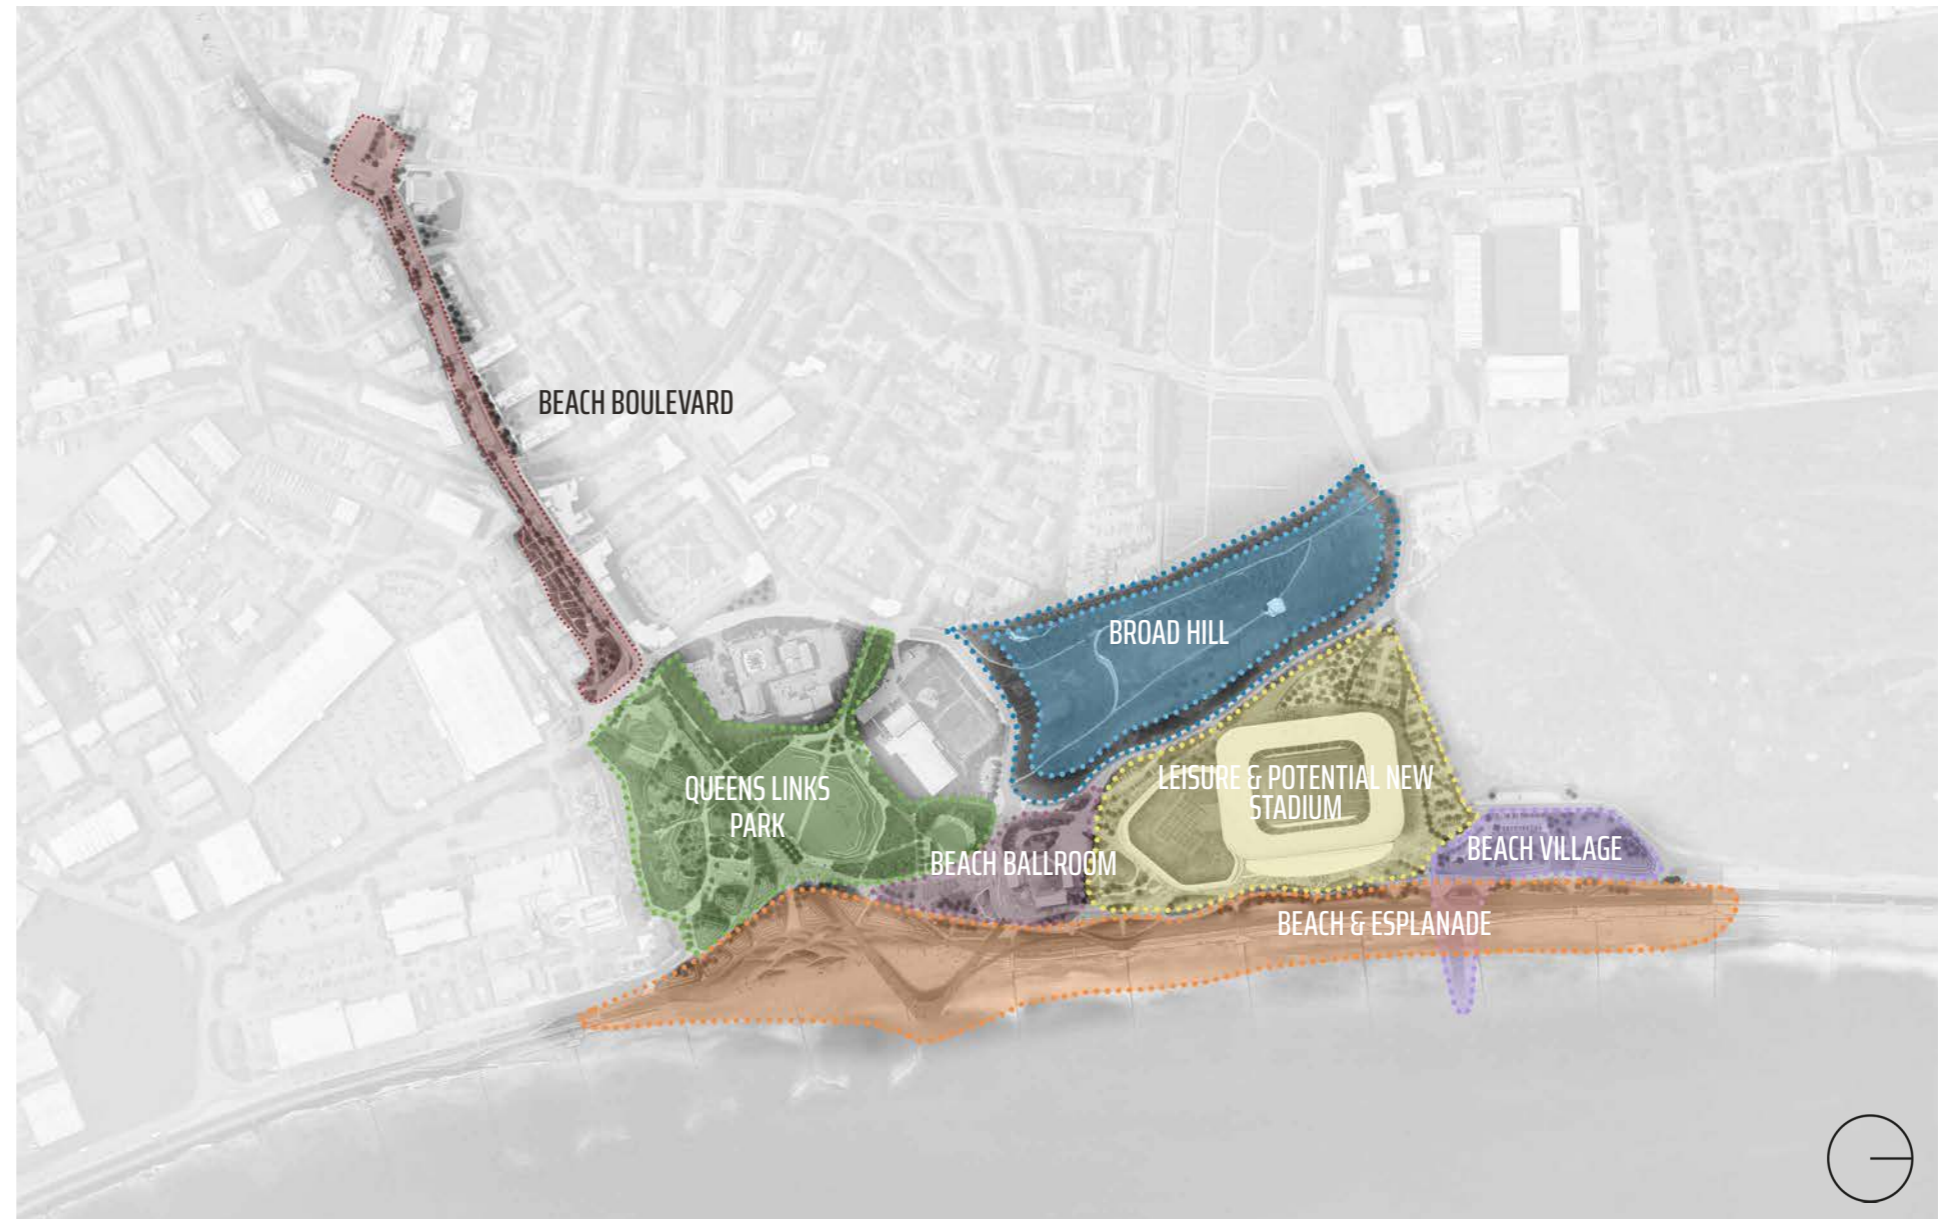 BEACH BOULEVARD
BROAD HILL
QUEENS LINKS
PARK
LEISURE & POTENTIAL NEW
STADIUM
BEACH BALLROOM
BEACH VILLAGE
BEACH & ESPLANADE